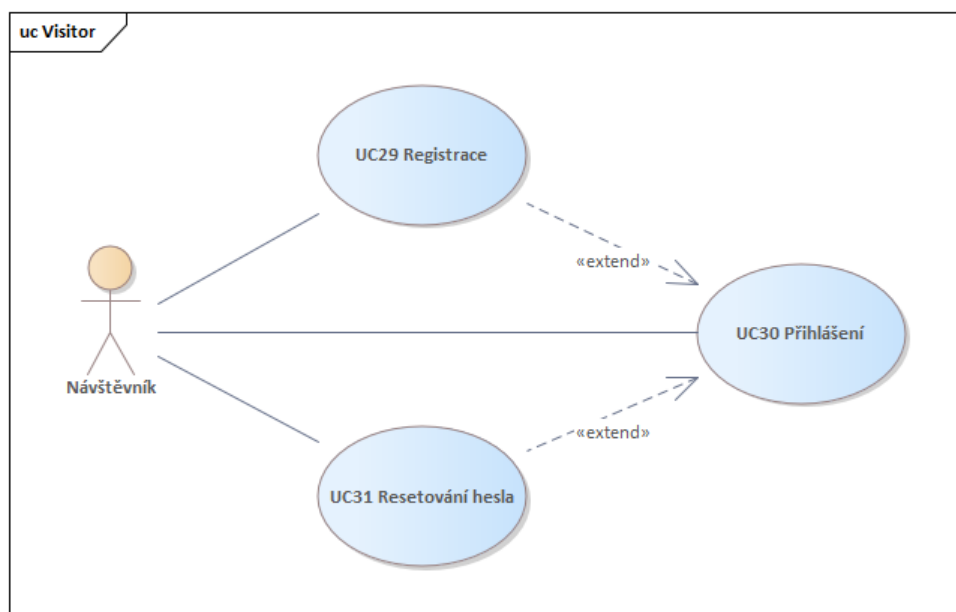 uc Visitor
UC29 Registrace
«extend»
UC30 Přihlášení
Návštěvník
«extend»
UC31 Resetování hesla